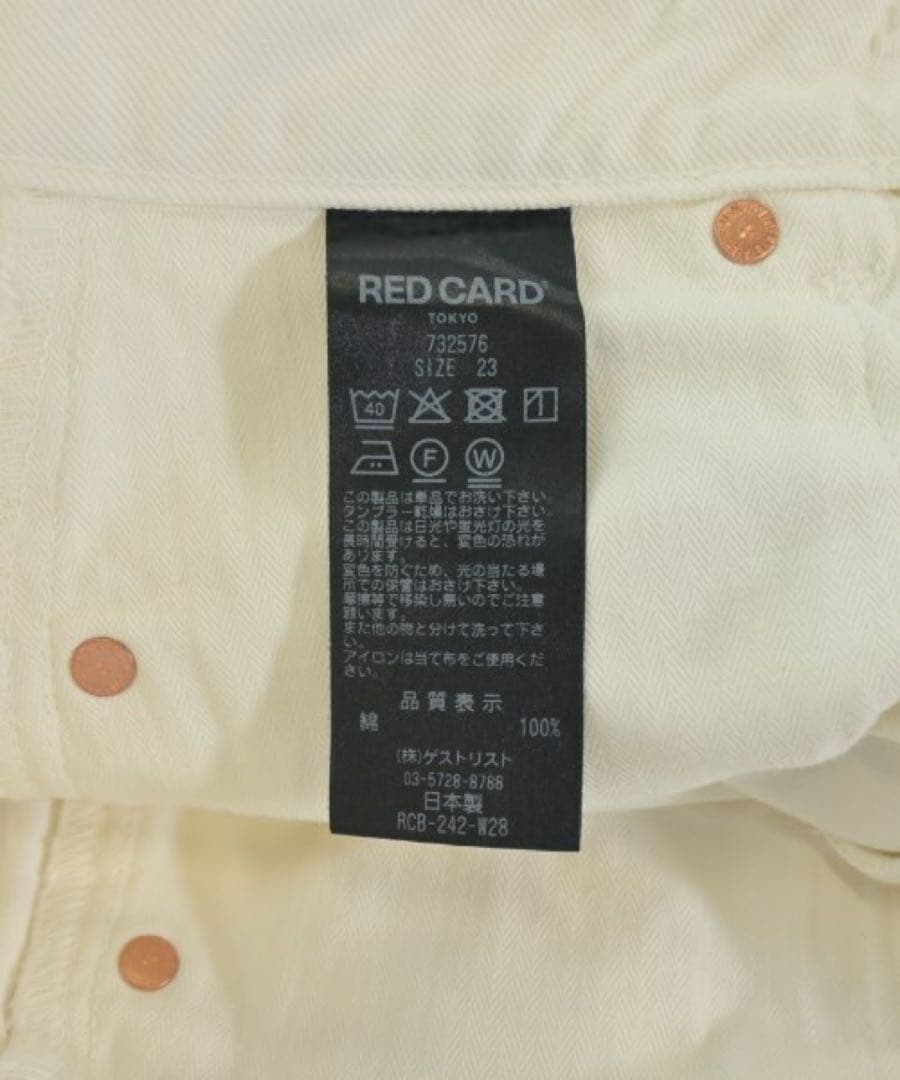 RED CARD
TOKYO
732576
SIZE 23
40
F W
この製品は単品でお洗い下さい。
タンブラー乾燥はおさけ下さい。
この製品は日光や蛍光灯の光を
長時間受けると、変色の恐れが
あります。
変色を防ぐため、光の当たる場
所での保管はおさけ下さい。
摩擦等で移染し易いのでご注意
願います。
また他の物と分けて洗って下さ
い。
アイロンは当て布をご使用くだ
さい。
品質表示
綿 100%
(株)ゲストリスト
03-5728-8788
日本製
RCB-242-W28